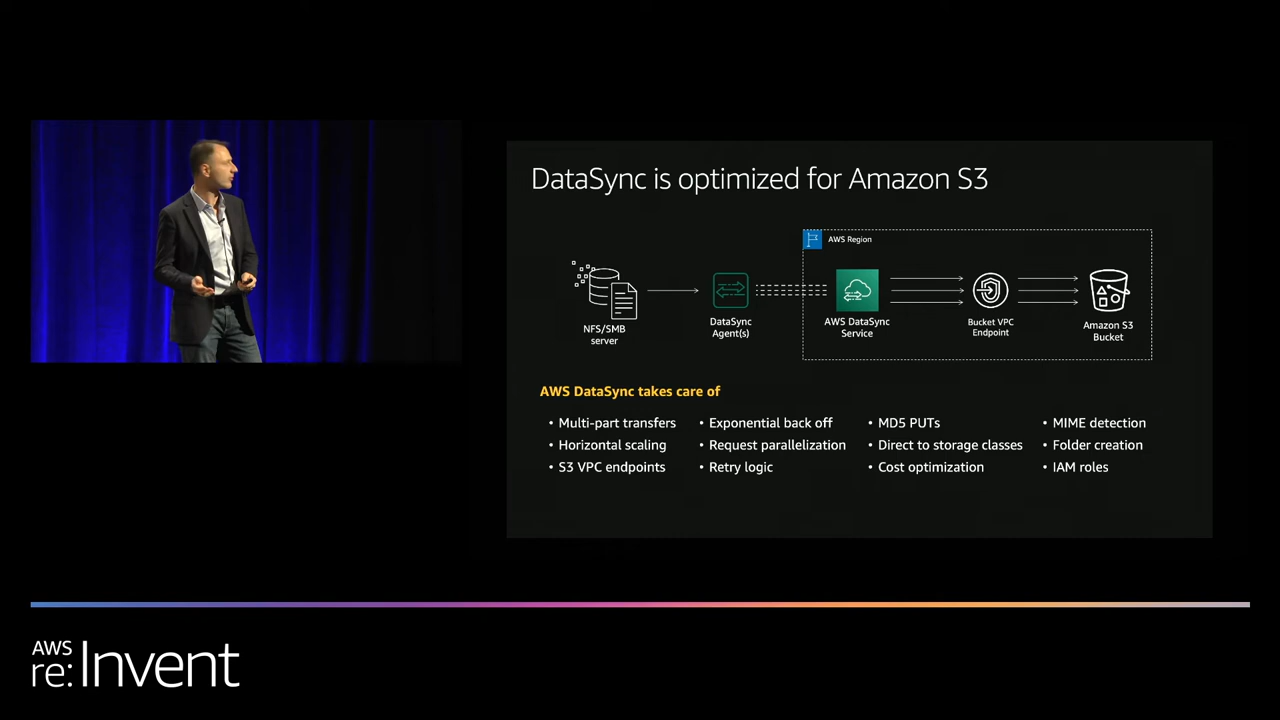 DataSync is optimized for Amazon S3
AWS Region
NFS/SMB
server
DataSync
Agent(s)
AWS DataSync
Service
Bucket VPC
Endpoint
Amazon S3
Bucket
AWS DataSync takes care of
• Multi-part transfers
• Horizontal scaling
• S3 VPC endpoints
• Exponential back off
• Request parallelization
• Retry logic
• MD5 PUTs
• Direct to storage classes
• Cost optimization
• MIME detection
• Folder creation
• IAM roles
AWS
re:Invent